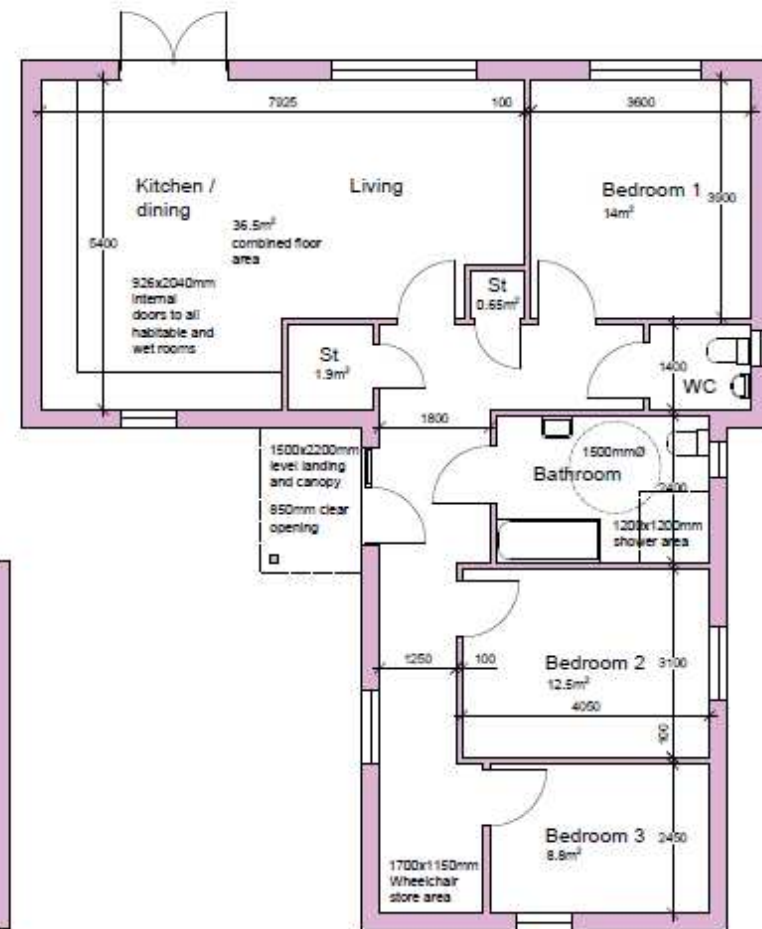 7925
100
3600
Kitchen /
dining
Living
36.5m²
combined floor
area
Bedroom 1
14m²
3900
5400
926x2040mm
internal
doors to all
habitable and
wet rooms
St
0.65m²
St
1.9m²
1400
WC
1800
1500x2200mm
level landing
and canopy
850mm clear
opening
1500mmØ
Bathroom
2400
1200x1200mm
shower area
1250
100
Bedroom 2
12.5m²
3100
4050
100
Bedroom 3
8.8m²
2450
1700x1150mm
Wheelchair
store area